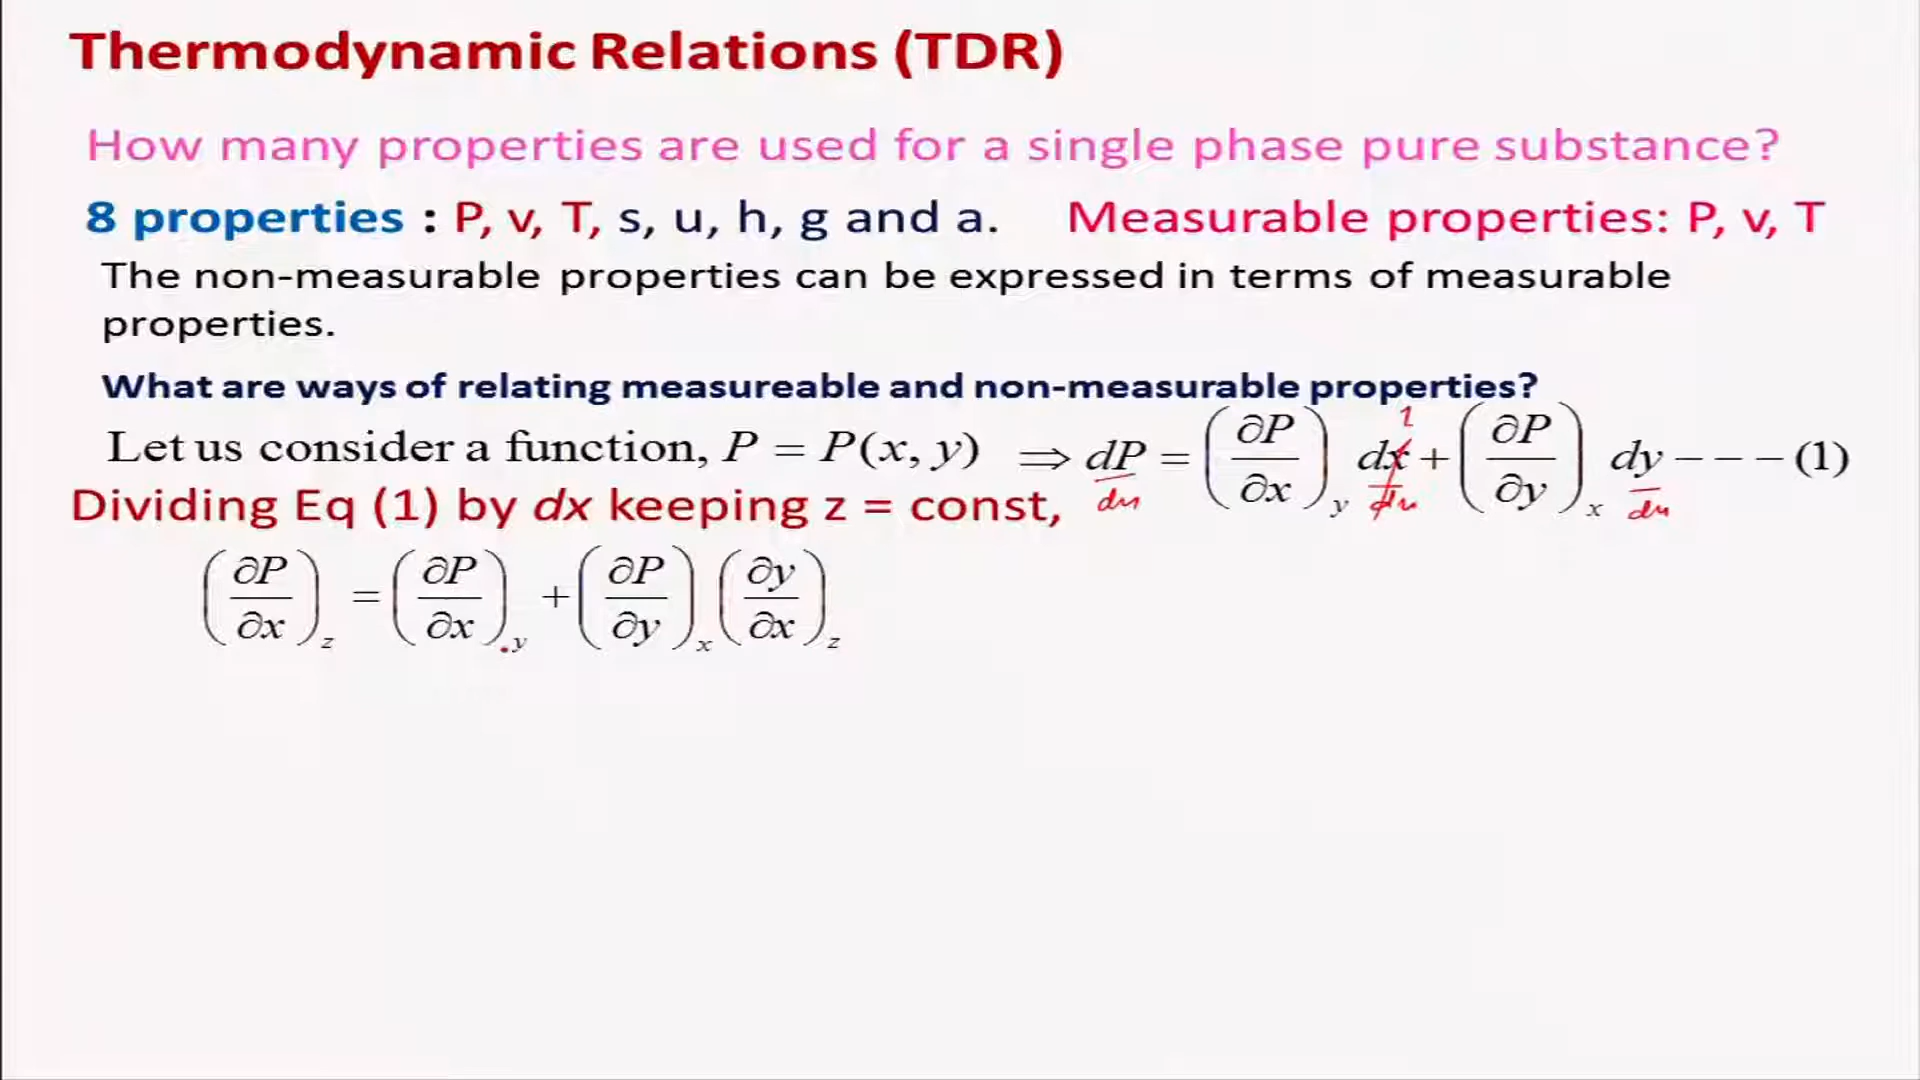 Thermodynamic Relations (TDR)
How many properties are used for a single phase pure substance?
8 properties : P, v, T, s, u, h, g and a. Measurable properties: P, v, T
The non-measurable properties can be expressed in terms of measurable
properties.
What are ways of relating measureable and non-measurable properties?
Let us consider a function, P = P(x, y) ⇒ dP = (∂P/∂x)_y dx + (∂P/∂y)_x dy - - - - (1)
Dividing Eq (1) by dx keeping z = const,
(∂P/∂x)_z = (∂P/∂x)_y + (∂P/∂y)_x (∂y/∂x)_z